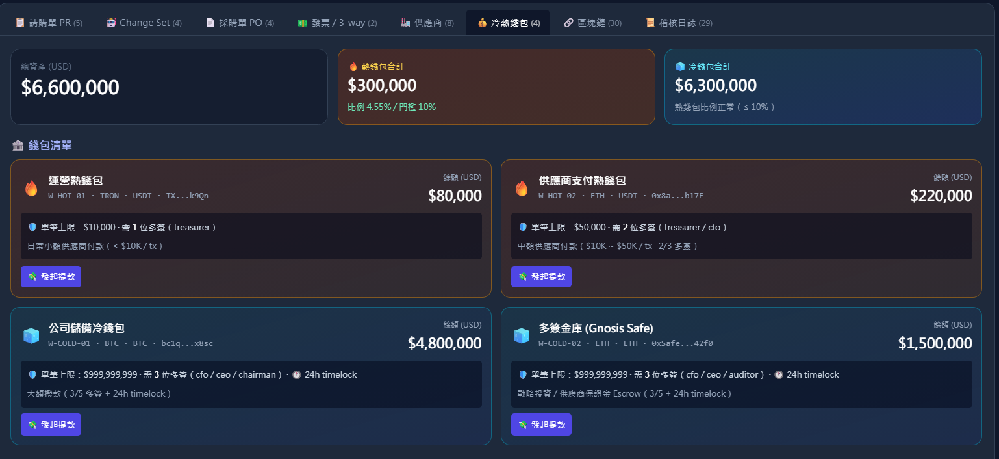 請購單 PR (5) Change Set (4) 採購單 PO (4) 發票 / 3-way (2) 供應商 (8) 冷熱錢包 (4) 區塊鏈 (30) 稽核日誌 (29)
總資產 (USD)
$6,600,000
熱錢包合計
$300,000
比例 4.55% / 門檻 10%
冷錢包合計
$6,300,000
熱錢包比例正常 ( ≤ 10% )
錢包清單
運營熱錢包
W-HOT-01 · TRON · USDT · TX...k9Qn
餘額 (USD)
$80,000
單筆上限：$10,000 · 需 1 位多簽 ( treasurer )
日常小額供應商付款 ( < $10K / tx )
發起提款
供應商支付熱錢包
W-HOT-02 · ETH · USDT · 0x8a...b17F
餘額 (USD)
$220,000
單筆上限：$50,000 · 需 2 位多簽 ( treasurer / cfo )
中額供應商付款 ( $10K ~ $50K / tx · 2/3 多簽 )
發起提款
公司儲備冷錢包
W-COLD-01 · BTC · BTC · bc1q...x8sc
餘額 (USD)
$4,800,000
單筆上限：$999,999,999 · 需 3 位多簽 ( cfo / ceo / chairman ) · 24h timelock
大額撥款 ( 3/5 多簽 + 24h timelock )
發起提款
多簽金庫 (Gnosis Safe)
W-COLD-02 · ETH · ETH · 0xSafe...42f0
餘額 (USD)
$1,500,000
單筆上限：$999,999,999 · 需 3 位多簽 ( cfo / ceo / auditor ) · 24h timelock
戰略投資 / 供應商保證金 Escrow ( 3/5 + 24h timelock )
發起提款